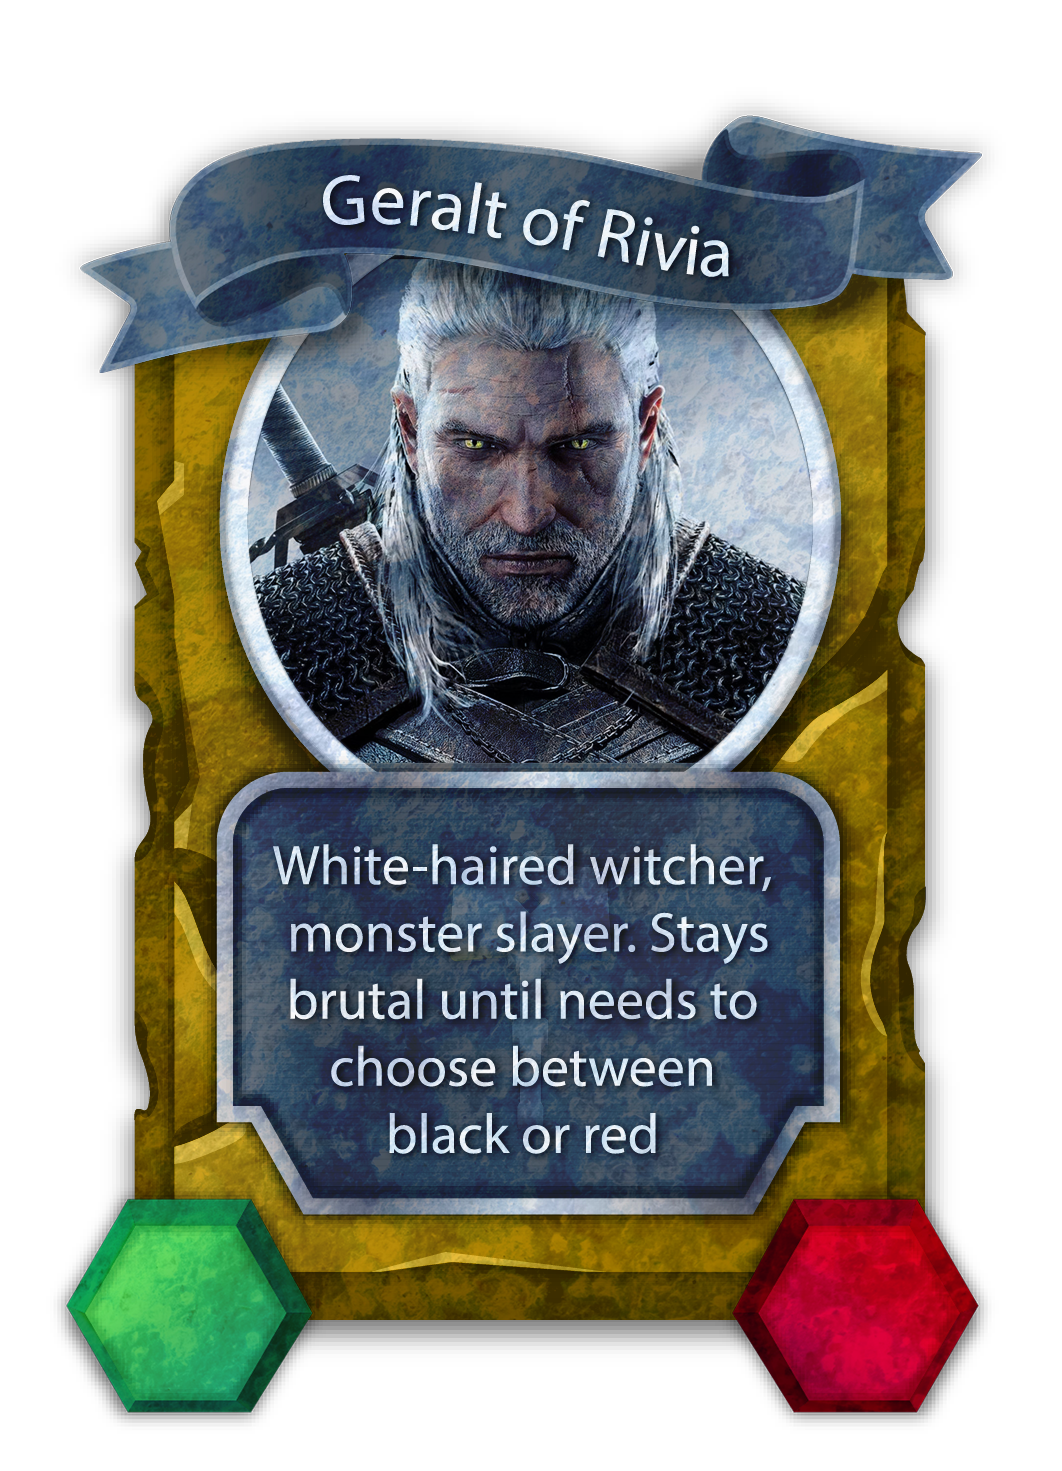 Geralt of Rivia
White-haired witcher,
monster slayer. Stays
brutal until needs to
choose between
black or red